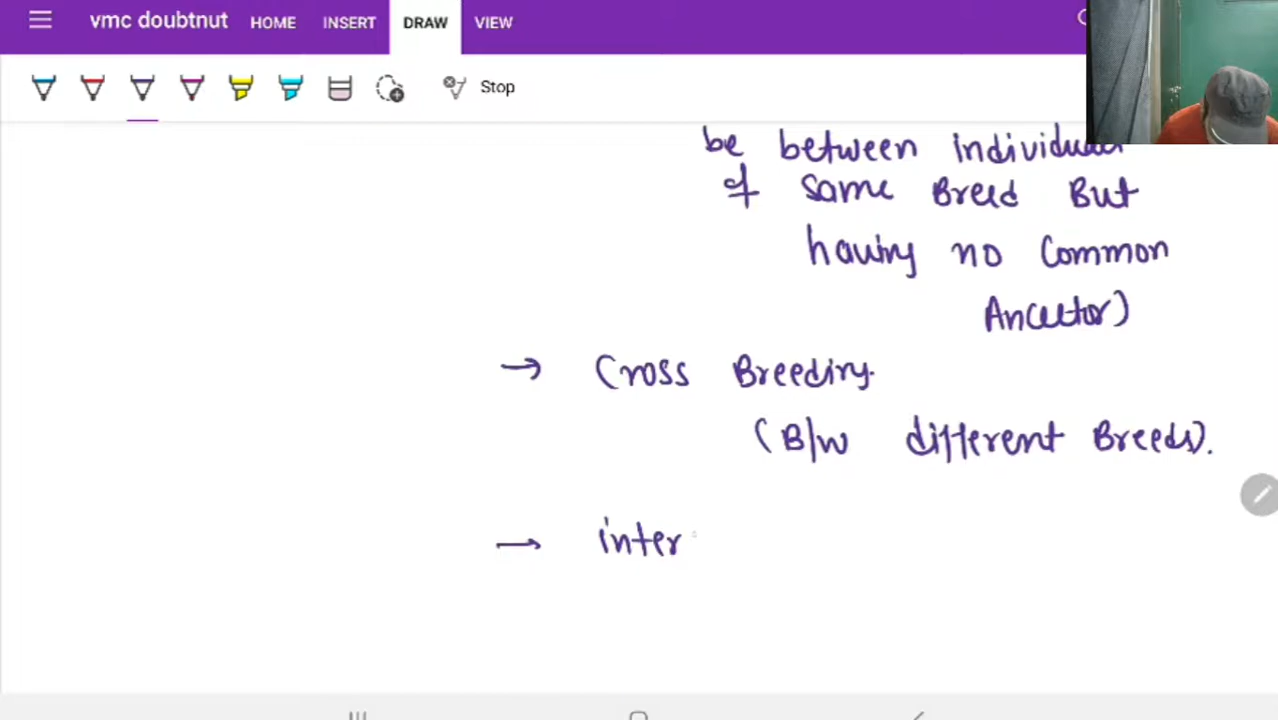 vmc doubtnut HOME INSERT DRAW VIEW
Stop
be between individual
of same Breed But
having no Common
Ancestor)
→ Cross Breeding.
(B/w different Breeds).
→ inter